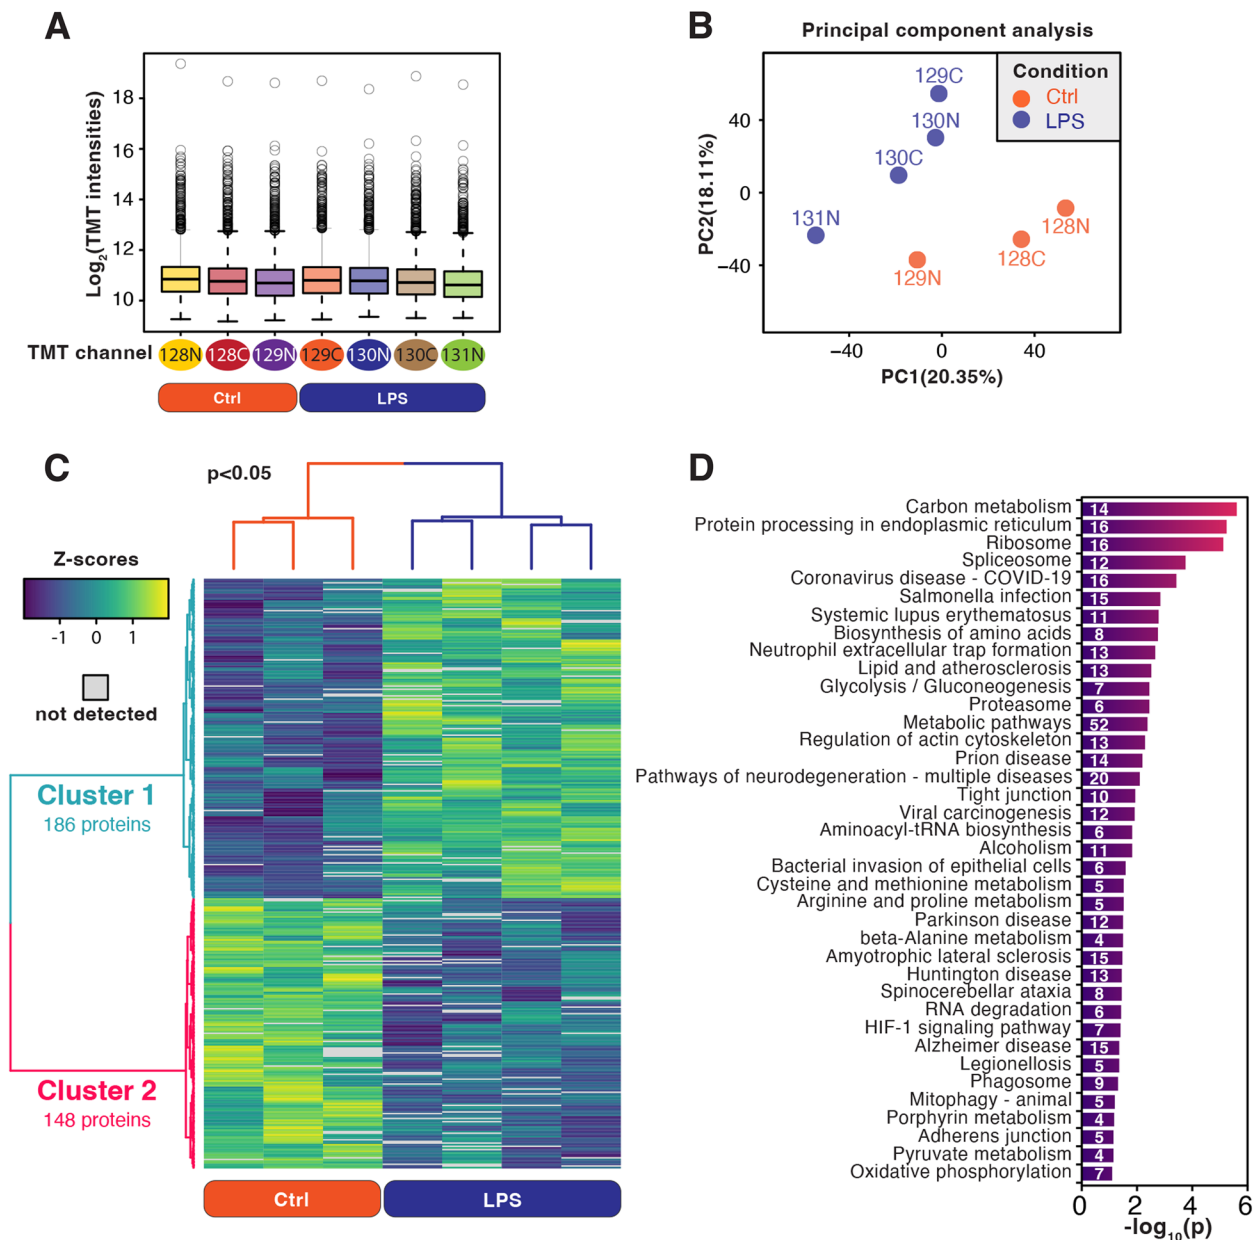 A
Log2(TMT intensities)
18
16
14
12
10
TMT channel
128N 128C 129N 129C 130N 130C 131N
Ctrl LPS
B
Principal component analysis
PC2(18.11%)
40
0
−40
129C
130N
130C
131N
128N
128C
129N
Condition
Ctrl
LPS
−40 0 40
PC1(20.35%)
C
p<0.05
Z-scores
-1 0 1
not detected
Cluster 1
186 proteins
Cluster 2
148 proteins
Ctrl LPS
D
Carbon metabolism 14
Protein processing in endoplasmic reticulum 16
Ribosome 16
Spliceosome 12
Coronavirus disease - COVID-19 16
Salmonella infection 15
Systemic lupus erythematosus 11
Biosynthesis of amino acids 8
Neutrophil extracellular trap formation 13
Lipid and atherosclerosis 13
Glycolysis / Gluconeogenesis 7
Proteasome 6
Metabolic pathways 52
Regulation of actin cytoskeleton 13
Prion disease 14
Pathways of neurodegeneration - multiple diseases 20
Tight junction 10
Viral carcinogenesis 12
Aminoacyl-tRNA biosynthesis 6
Alcoholism 11
Bacterial invasion of epithelial cells 6
Cysteine and methionine metabolism 5
Arginine and proline metabolism 5
Parkinson disease 12
beta-Alanine metabolism 4
Amyotrophic lateral sclerosis 15
Huntington disease 13
Spinocerebellar ataxia 8
RNA degradation 6
HIF-1 signaling pathway 7
Alzheimer disease 15
Legionellosis 5
Phagosome 9
Mitophagy - animal 5
Porphyrin metabolism 4
Adherens junction 5
Pyruvate metabolism 4
Oxidative phosphorylation 7
0 2 4 6
-log10(p)